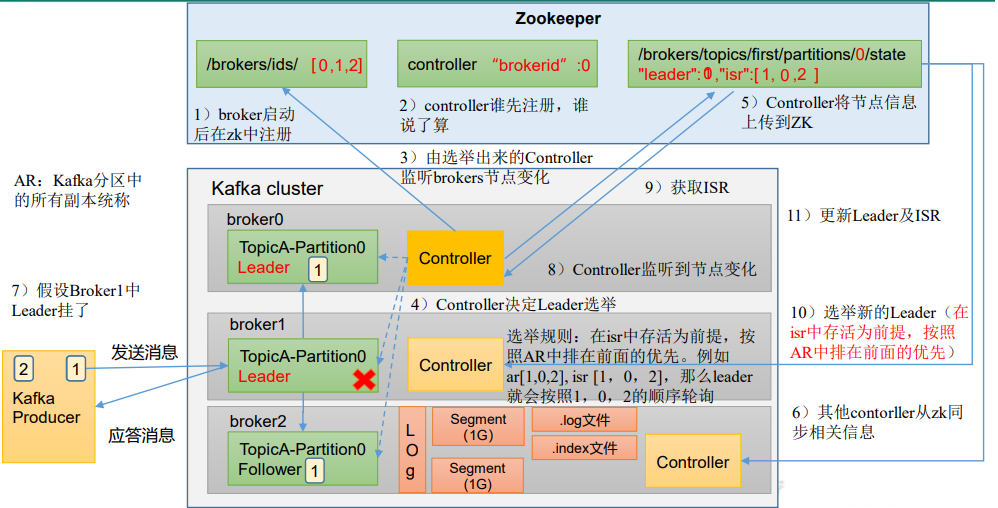 Zookeeper
/brokers/ids/ [0,1,2]
controller “brokerid” :0
/brokers/topics/first/partitions/0/state
"isr":[ 1, 0 ,2 ]
1）broker启动
后在zk中注册
2）controller谁先注册，谁
说了算
5）Controller将节点信息
上传到ZK
3）由选举出来的Controller
监听brokers节点变化
AR：Kafka分区中
的所有副本统称
Kafka cluster
9）获取ISR
11）更新Leader及ISR
broker0
TopicA-Partition0
Leader 1
Controller
8）Controller监听到节点变化
7）假设Broker1中
Leader挂了
4）Controller决定Leader选举
10）选举新的Leader（在
isr中存活为前提，按照
AR中排在前面的优先）
broker1
TopicA-Partition0
Leader
Controller
选举规则：在isr中存活为前提，按
照AR中排在前面的优先。例如
ar[1,0,2], isr [1，0，2]，那么leader
就会按照1，0，2的顺序轮询
发送消息
2 1
Kafka
Producer
应答消息
broker2
TopicA-Partition0
Follower 1
LOg
Segment
(1G)
Segment
(1G)
.log文件
.index文件
Controller
6）其他contorller从zk同
步相关信息